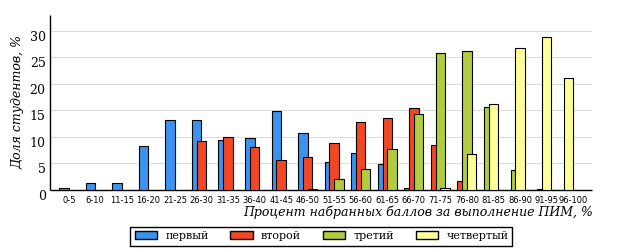 Доля студентов, %
30
25
20
15
10
5
0
0-5 6-10 11-15 16-20 21-25 26-30 31-35 36-40 41-45 46-50 51-55 56-60 61-65 66-70 71-75 76-80 81-85 86-90 91-95 96-100
Процент набранных баллов за выполнение ПИМ, %
первый второй третий четвертый